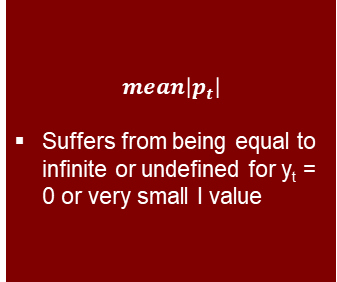 mean|pₜ|
▪ Suffers from being equal to
infinite or undefined for yₜ =
0 or very small I value